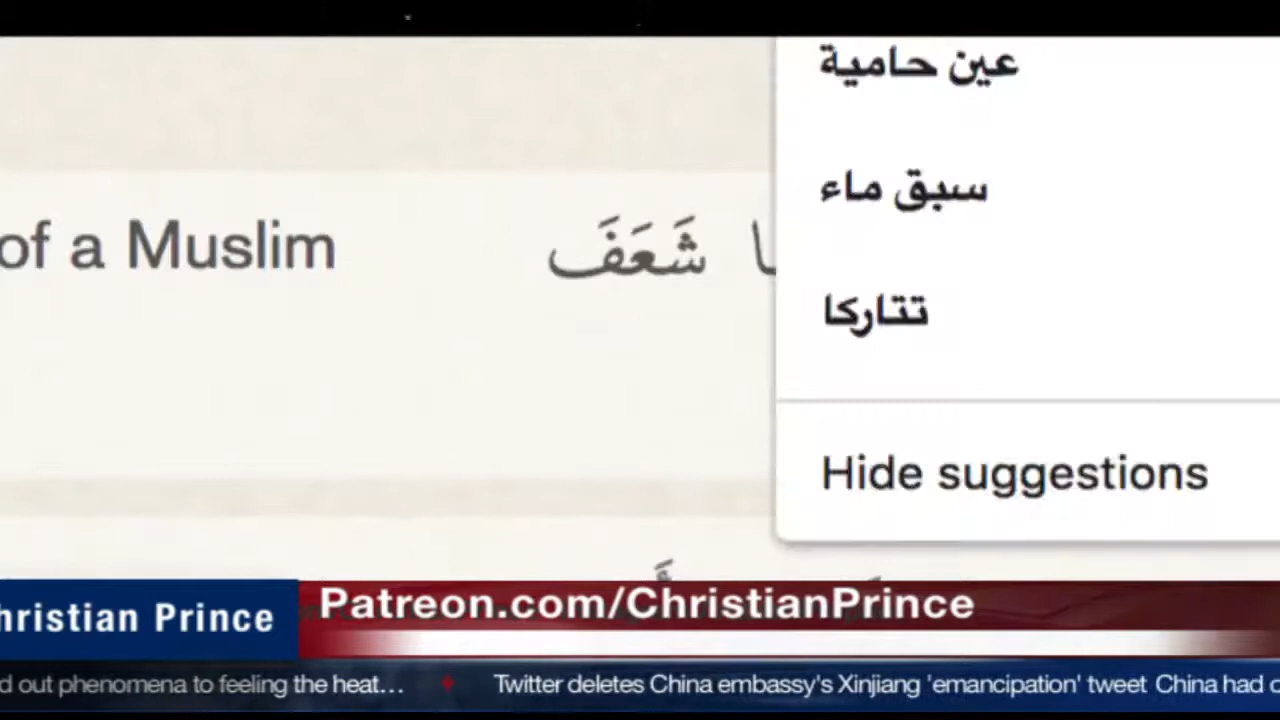 عين حامية
سبق ماء
تتاركا
of a Muslim
شَعَفَ
Hide suggestions
Christian Prince
Patreon.com/ChristianPrince
d out phenomena to feeling the heat…
Twitter deletes China embassy's Xinjiang 'emancipation' tweet China had